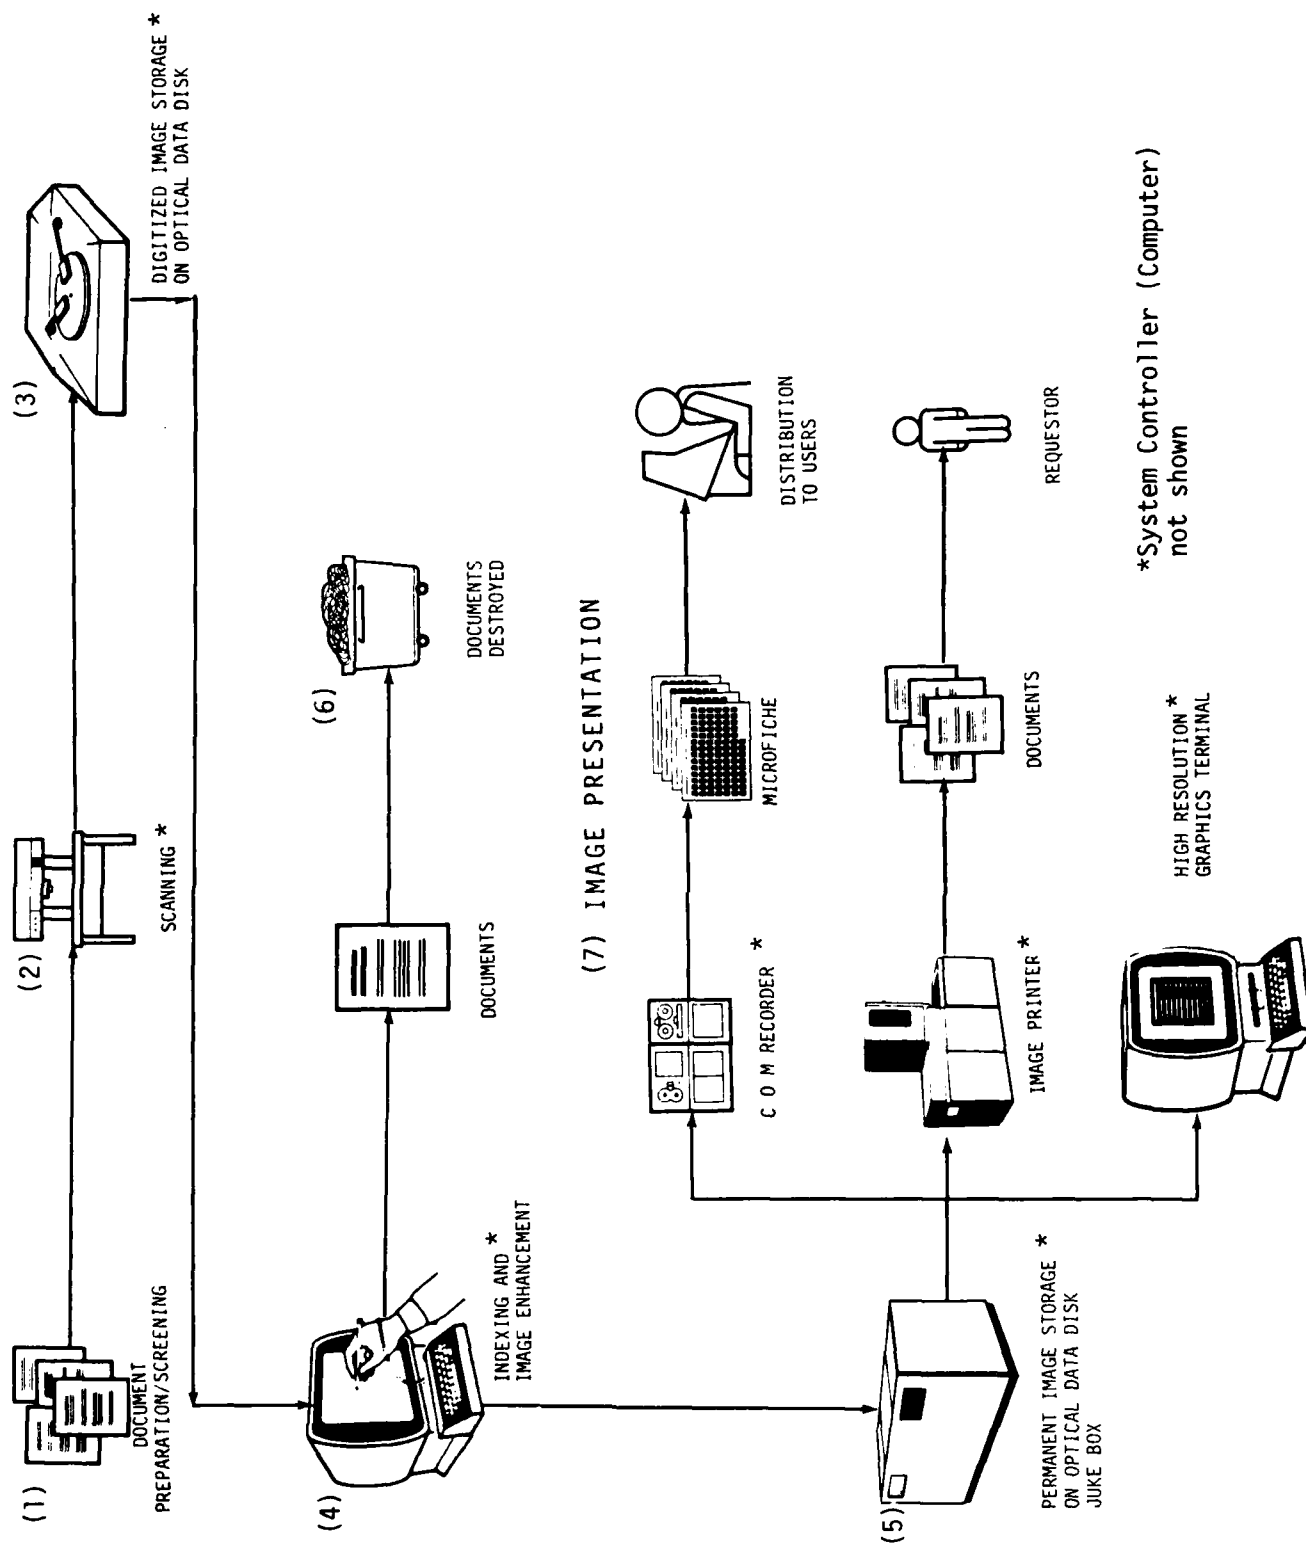 (1)
DOCUMENT
PREPARATION/SCREENING
(2)
SCANNING *
(3)
DIGITIZED IMAGE STORAGE *
ON OPTICAL DATA DISK
(4)
INDEXING AND *
IMAGE ENHANCEMENT
DOCUMENTS
(6)
DOCUMENTS
DESTROYED
(7) IMAGE PRESENTATION
C O M RECORDER *
MICROFICHE
DISTRIBUTION
TO USERS
(5)
PERMANENT IMAGE STORAGE *
ON OPTICAL DATA DISK
JUKE BOX
IMAGE PRINTER *
DOCUMENTS
REQUESTOR
HIGH RESOLUTION *
GRAPHICS TERMINAL
*System Controller (Computer)
not shown